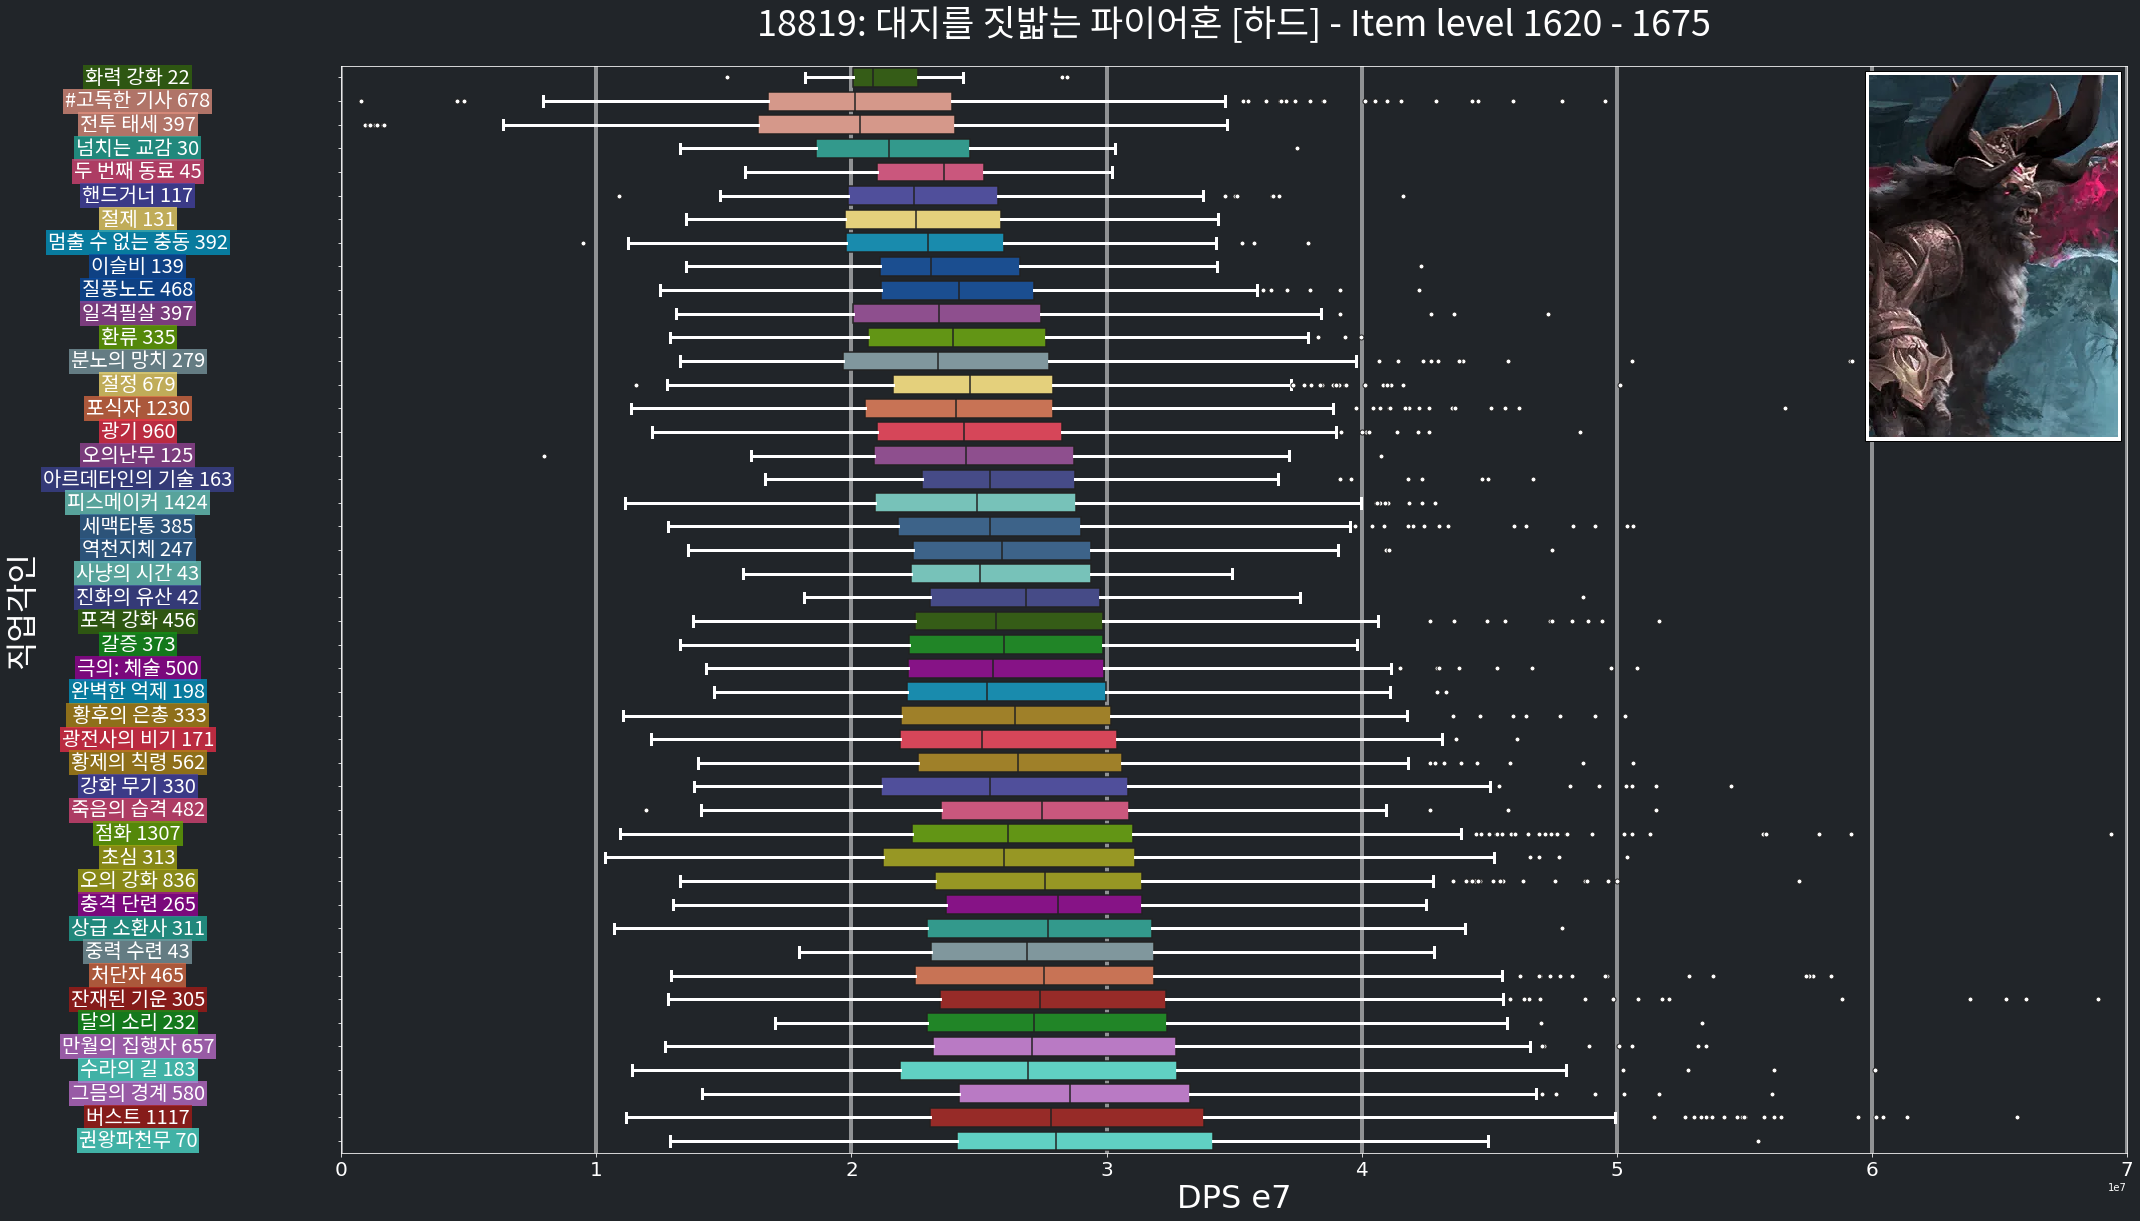 18819: 대지를 짓밟는 파이어혼 [하드] - Item level 1620 - 1675
직업각인
화력 강화 22
#고독한 기사 678
전투 태세 397
넘치는 교감 30
두 번째 동료 45
핸드거너 117
절제 131
멈출 수 없는 충동 392
이슬비 139
질풍노도 468
일격필살 397
환류 335
분노의 망치 279
절정 679
포식자 1230
광기 960
오의난무 125
아르데타인의 기술 163
피스메이커 1424
세맥타통 385
역천지체 247
사냥의 시간 43
진화의 유산 42
포격 강화 456
갈증 373
극의: 체술 500
완벽한 억제 198
황후의 은총 333
광전사의 비기 171
황제의 칙령 562
강화 무기 330
죽음의 습격 482
점화 1307
초심 313
오의 강화 836
충격 단련 265
상급 소환사 311
중력 수련 43
처단자 465
잔재된 기운 305
달의 소리 232
만월의 집행자 657
수라의 길 183
그믐의 경계 580
버스트 1117
권왕파천무 70
0 1 2 3 4 5 6 7
1e7
DPS e7